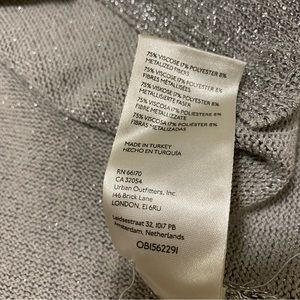 75% VISCOSE 17% POLYESTER 8%
METALIZED FIBERS
75% VISCOSE 17% POLYESTER 8%
FIBRES MÉTALLISÉES
75% VISKOSE 17% POLYESTER 8%
METALLISIERTE FASER
75% VISCOSA 17% POLIESTERE 8%
FIBRE METALLIZZATE
75% VISCOSA 17% POLIÉSTER 8%
FIBRAS METALIZADAS
MADE IN TURKEY
HECHO EN TURQUÍA
RN 66170
CA 32054
Urban Outfitters, Inc.
146 Brick Lane
LONDON, E1 6RU
Leidsestraat 32, 1017 PB
Amsterdam, Netherlands
OB1562291